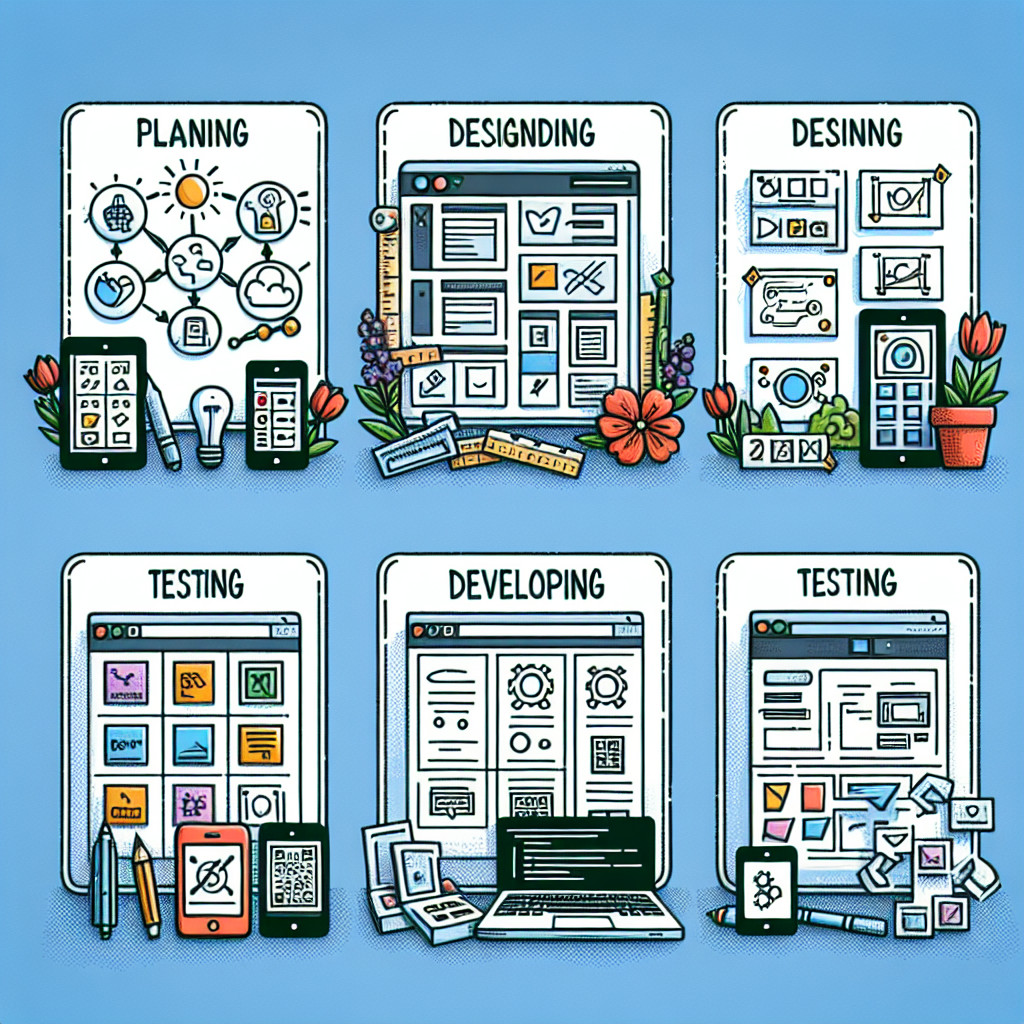 PLANING
DESIGNDING
DESINNG
TESTING
DEVELOPING
TESTING